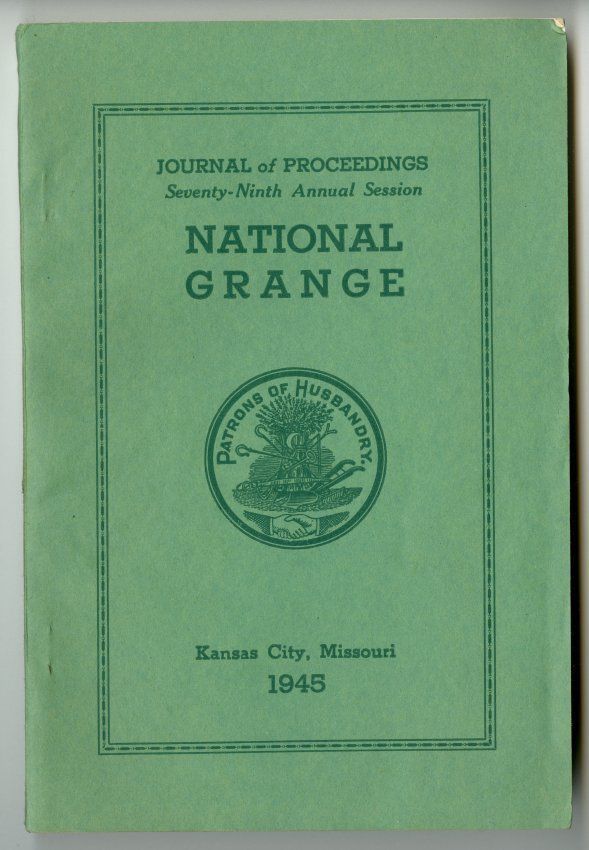 JOURNAL of PROCEEDINGS
Seventy-Ninth Annual Session
NATIONAL
GRANGE
PATRONS OF HUSBANDRY.
Kansas City, Missouri
1945